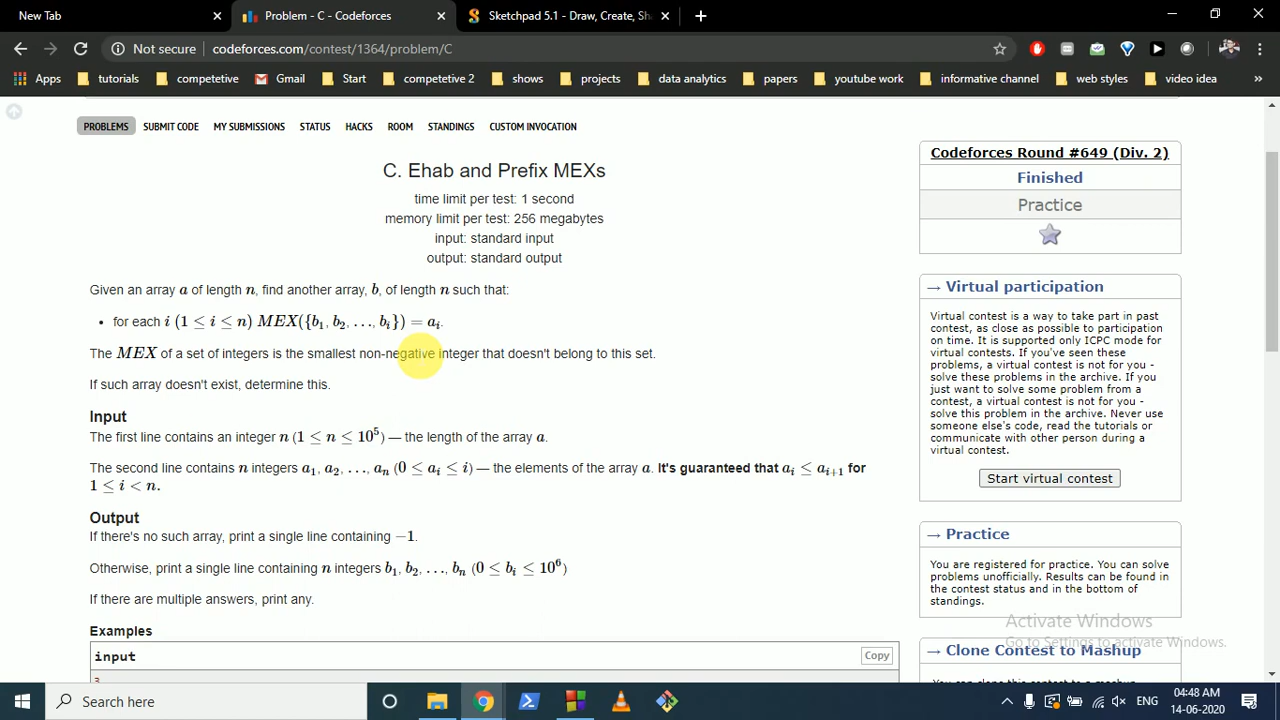 New Tab
Problem - C - Codeforces
Sketchpad 5.1 - Draw, Create, Sh
Not secure codeforces.com/contest/1364/problem/C
Apps tutorials competetive Gmail Start competetive 2 shows projects data analytics papers youtube work informative channel web styles video idea »
PROBLEMS SUBMIT CODE MY SUBMISSIONS STATUS HACKS ROOM STANDINGS CUSTOM INVOCATION
C. Ehab and Prefix MEXs
time limit per test: 1 second
memory limit per test: 256 megabytes
input: standard input
output: standard output
Given an array a of length n, find another array, b, of length n such that:
• for each i (1 ≤ i ≤ n) MEX({b₁, b₂, …, bᵢ}) = aᵢ.
The MEX of a set of integers is the smallest non-negative integer that doesn't belong to this set.
If such array doesn't exist, determine this.
Input
The first line contains an integer n (1 ≤ n ≤ 10⁵) — the length of the array a.
The second line contains n integers a₁, a₂, …, aₙ (0 ≤ aᵢ ≤ i) — the elements of the array a. It's guaranteed that aᵢ ≤ aᵢ₊₁ for
1 ≤ i < n.
Output
If there's no such array, print a single line containing −1.
Otherwise, print a single line containing n integers b₁, b₂, …, bₙ (0 ≤ bᵢ ≤ 10⁶)
If there are multiple answers, print any.
Examples
input
Copy
Codeforces Round #649 (Div. 2)
Finished
Practice
→ Virtual participation
Virtual contest is a way to take part in past
contest, as close as possible to participation
on time. It is supported only ICPC mode for
virtual contests. If you've seen these
problems, a virtual contest is not for you -
solve these problems in the archive. If you
just want to solve some problem from a
contest, a virtual contest is not for you -
solve this problem in the archive. Never use
someone else's code, read the tutorials or
communicate with other person during a
virtual contest.
Start virtual contest
→ Practice
You are registered for practice. You can solve
problems unofficially. Results can be found in
the contest status and in the bottom of
standings.
→ Clone Contest to Mashup
Activate Windows
Go to Settings to activate Windows.
Type here to search
Search here
ENG
04:48 AM
14-06-2020